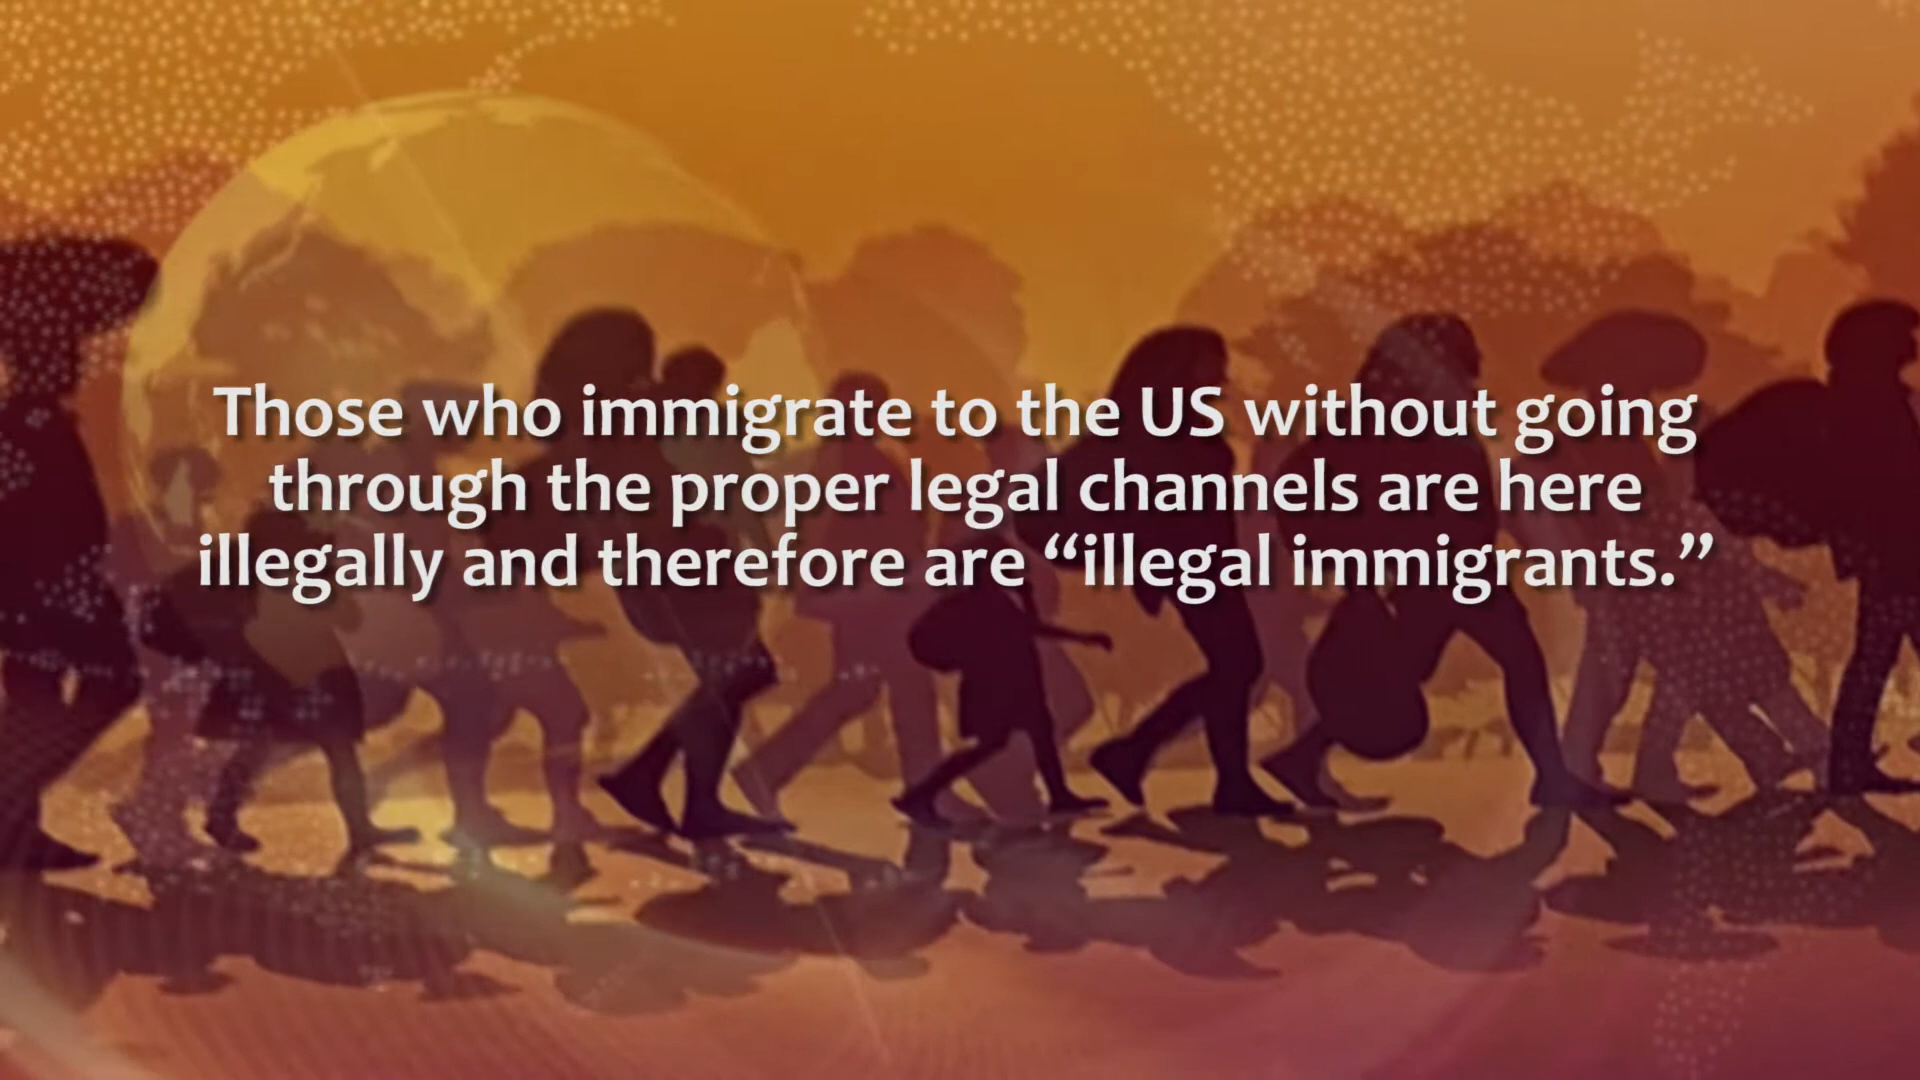 Those who immigrate to the US without going
through the proper legal channels are here
illegally and therefore are “illegal immigrants.”